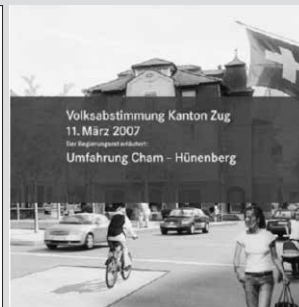 Volksabstimmung Kanton Zug
11. März 2007
Der Regierungsrat erläutert:
Umfahrung Cham – Hünenberg